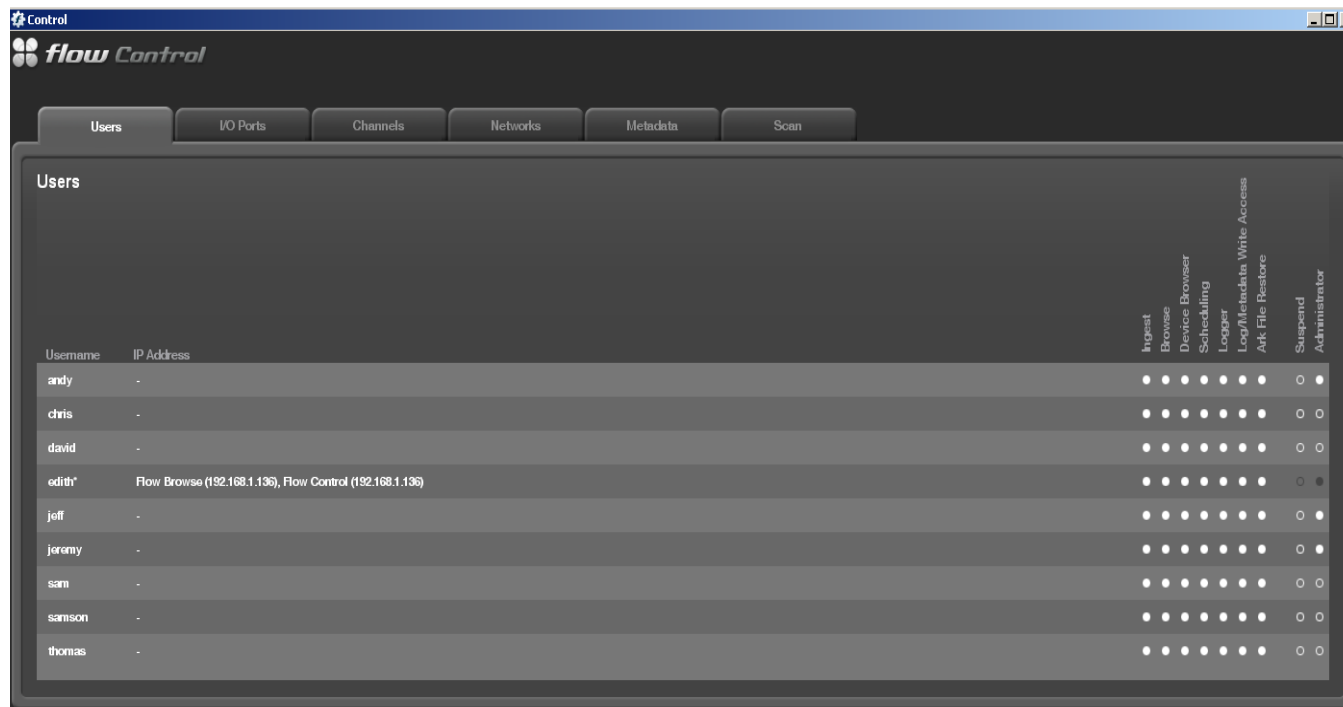 Control
flow Control
Users I/O Ports Channels Networks Metadata Scan
Users
Ingest
Browse
Device Browser
Scheduling
Logger
Log/Metadata Write Access
Ark File Restore
Suspend
Administrator
Username IP Address
andy -
chris -
david -
edith* Flow Browse (192.168.1.136), Flow Control (192.168.1.136)
jeff -
jeremy -
sam -
samson -
thomas -